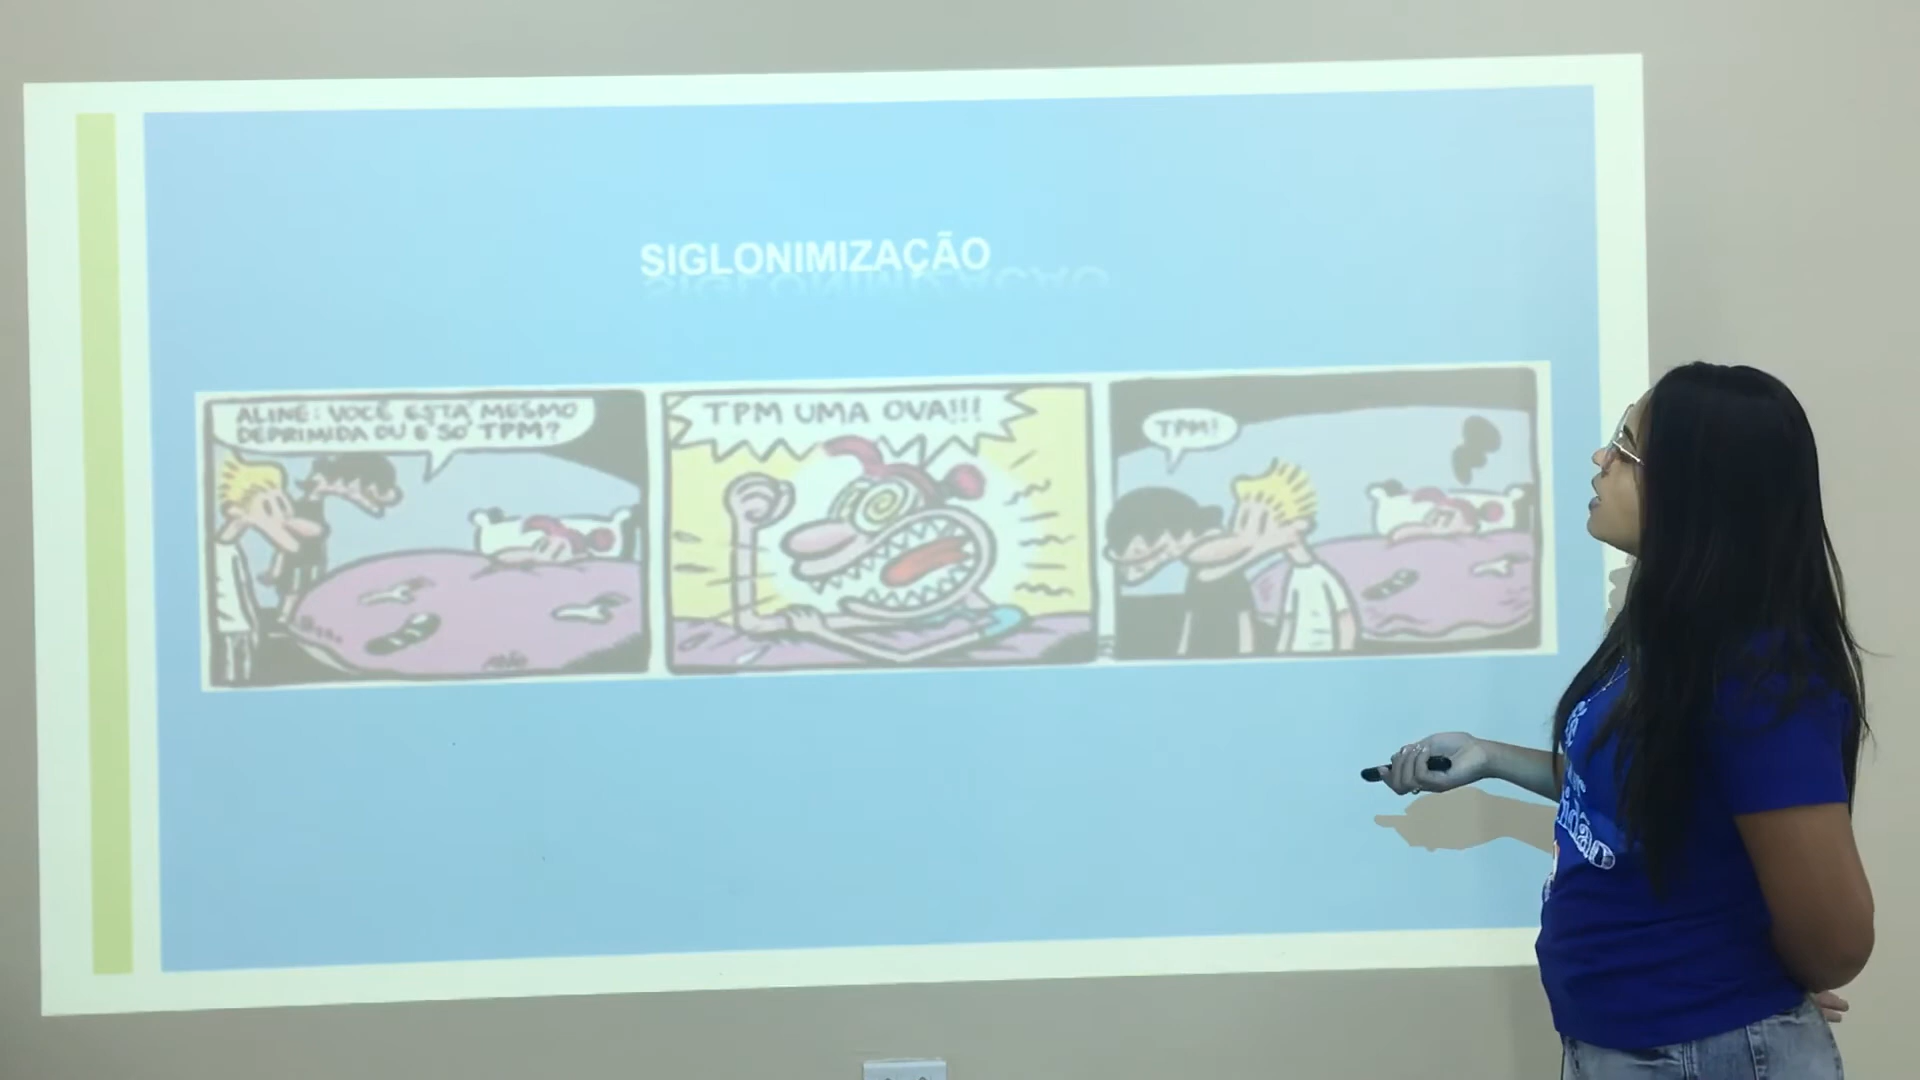 SIGLONIMIZAÇÃO
ALINE: VOCÊ ESTÁ MESMO
DEPRIMIDA OU É SÓ TPM?
TPM UMA OVA!!!
TPM!